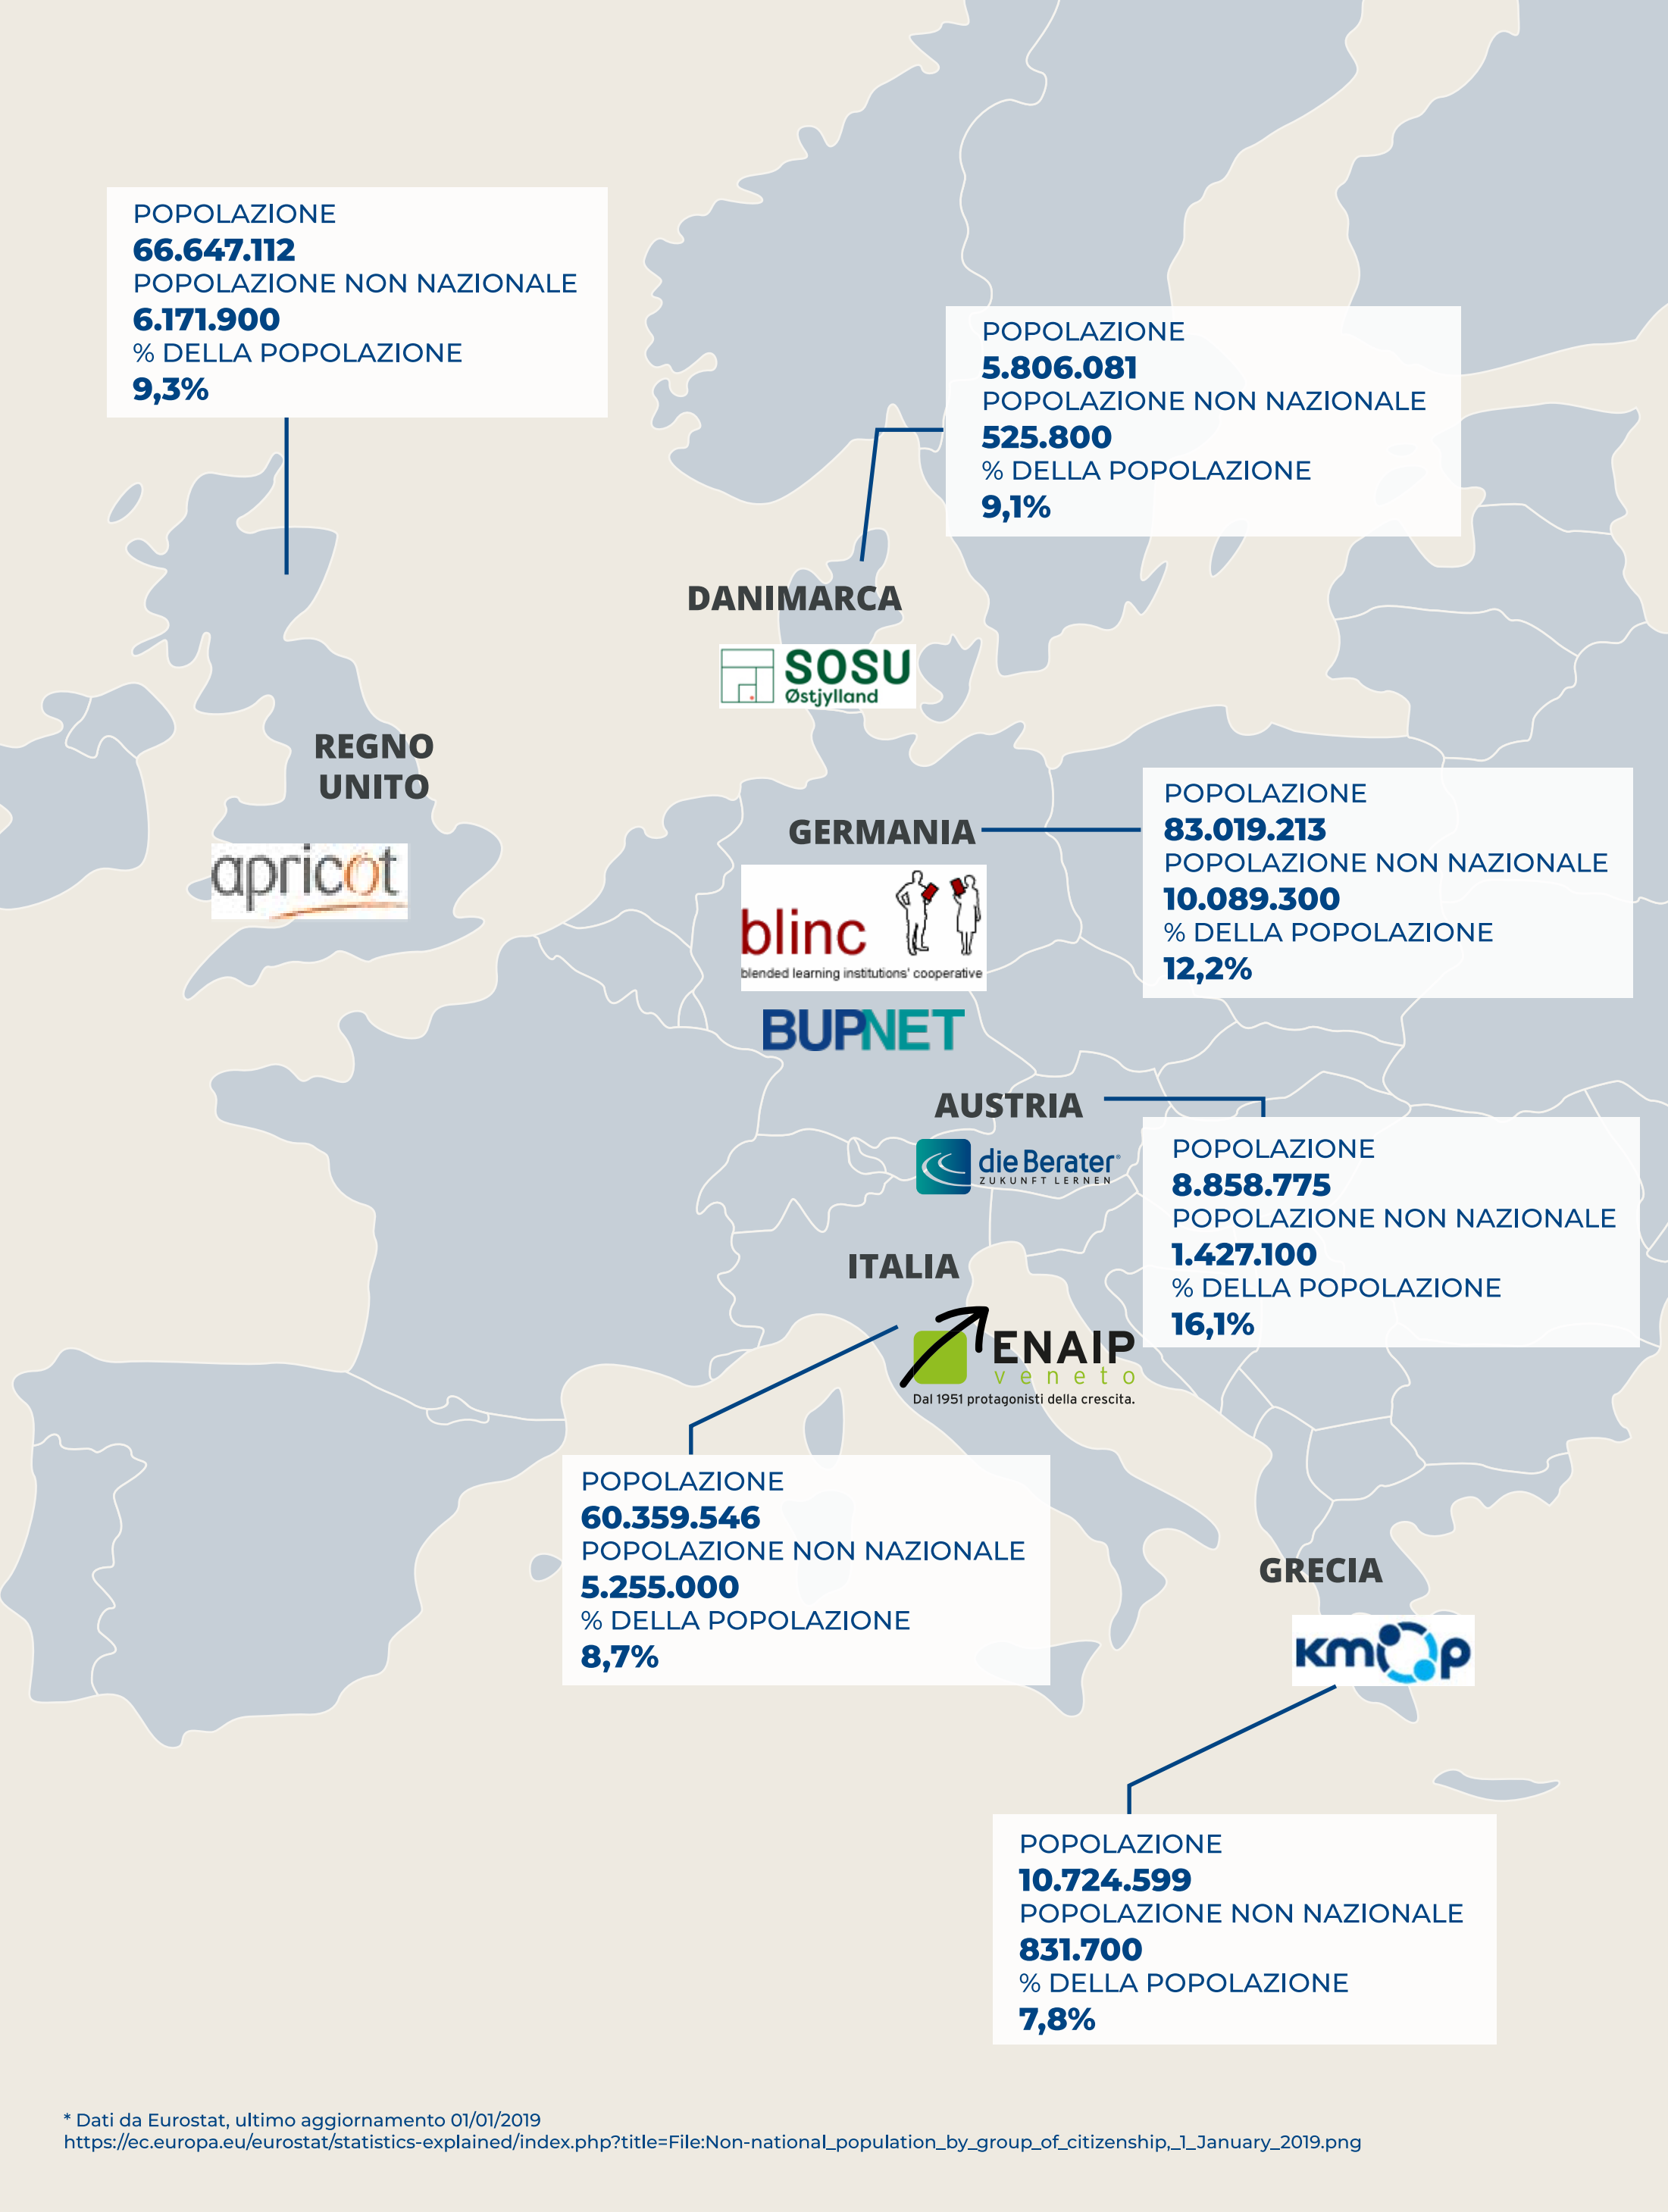 POPOLAZIONE
66.647.112
POPOLAZIONE NON NAZIONALE
6.171.900
% DELLA POPOLAZIONE
9,3%
POPOLAZIONE
5.806.081
POPOLAZIONE NON NAZIONALE
525.800
% DELLA POPOLAZIONE
9,1%
DANIMARCA
SOSU
Østjylland
REGNO
UNITO
apricot
GERMANIA
blinc
blended learning institutions' cooperative
BUPNET
POPOLAZIONE
83.019.213
POPOLAZIONE NON NAZIONALE
10.089.300
% DELLA POPOLAZIONE
12,2%
AUSTRIA
die Berater®
ZUKUNFT LERNEN
POPOLAZIONE
8.858.775
POPOLAZIONE NON NAZIONALE
1.427.100
% DELLA POPOLAZIONE
16,1%
ITALIA
ENAIP
veneto
Dal 1951 protagonisti della crescita.
POPOLAZIONE
60.359.546
POPOLAZIONE NON NAZIONALE
5.255.000
% DELLA POPOLAZIONE
8,7%
GRECIA
kmop
POPOLAZIONE
10.724.599
POPOLAZIONE NON NAZIONALE
831.700
% DELLA POPOLAZIONE
7,8%
* Dati da Eurostat, ultimo aggiornamento 01/01/2019
https://ec.europa.eu/eurostat/statistics-explained/index.php?title=File:Non-national_population_by_group_of_citizenship,_1_January_2019.png